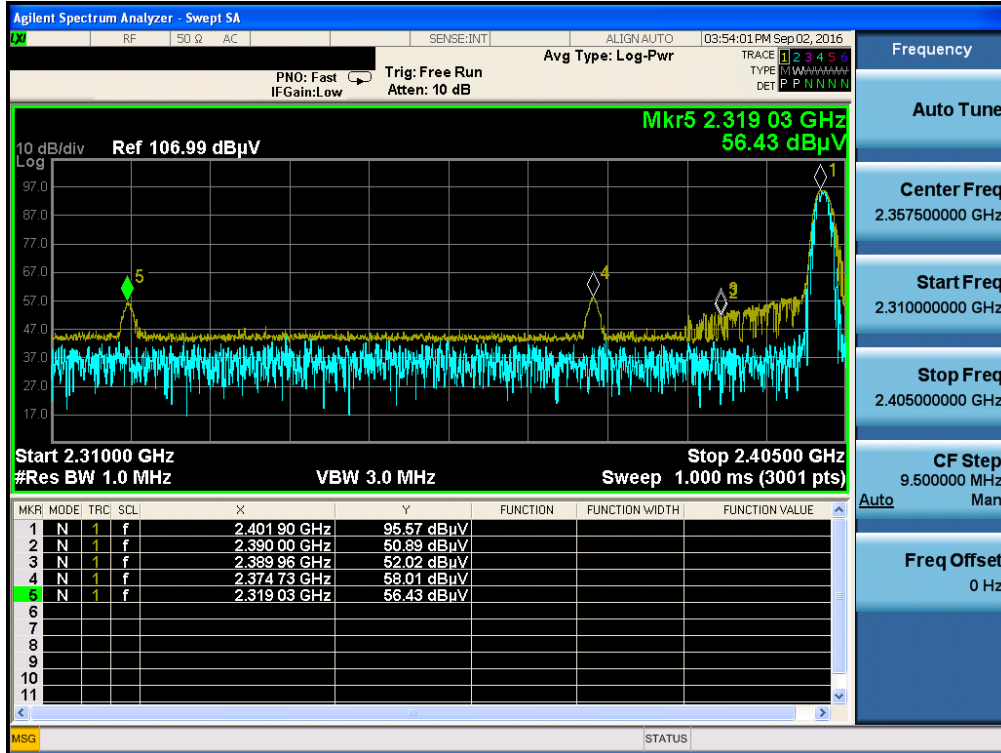 Agilent Spectrum Analyzer - Swept SA
LXI RF 50 Ω AC SENSE:INT ALIGN AUTO 03:54:01 PM Sep 02, 2016
Frequency
PNO: Fast Trig: Free Run Avg Type: Log-Pwr TRACE 1 2 3 4 5 6
IFGain:Low Atten: 10 dB TYPE M W
DET P P N N N N
Auto Tune
Mkr5 2.319 03 GHz
56.43 dBµV
10 dB/div Ref 106.99 dBµV
Log
97.0
87.0
77.0
67.0
57.0
47.0
37.0
27.0
17.0
1
5
4
2
Center Freq
2.357500000 GHz
Start Freq
2.310000000 GHz
Stop Freq
2.405000000 GHz
CF Step
9.500000 MHz
Auto Man
Freq Offset
0 Hz
Start 2.31000 GHz Stop 2.40500 GHz
#Res BW 1.0 MHz VBW 3.0 MHz Sweep 1.000 ms (3001 pts)
MKR MODE TRC SCL X Y FUNCTION FUNCTION WIDTH FUNCTION VALUE
1 N 1 f 2.401 90 GHz 95.57 dBµV
2 N 1 f 2.390 00 GHz 50.89 dBµV
3 N 1 f 2.389 96 GHz 52.02 dBµV
4 N 1 f 2.374 73 GHz 58.01 dBµV
5 N 1 f 2.319 03 GHz 56.43 dBµV
6
7
8
9
10
11
MSG STATUS